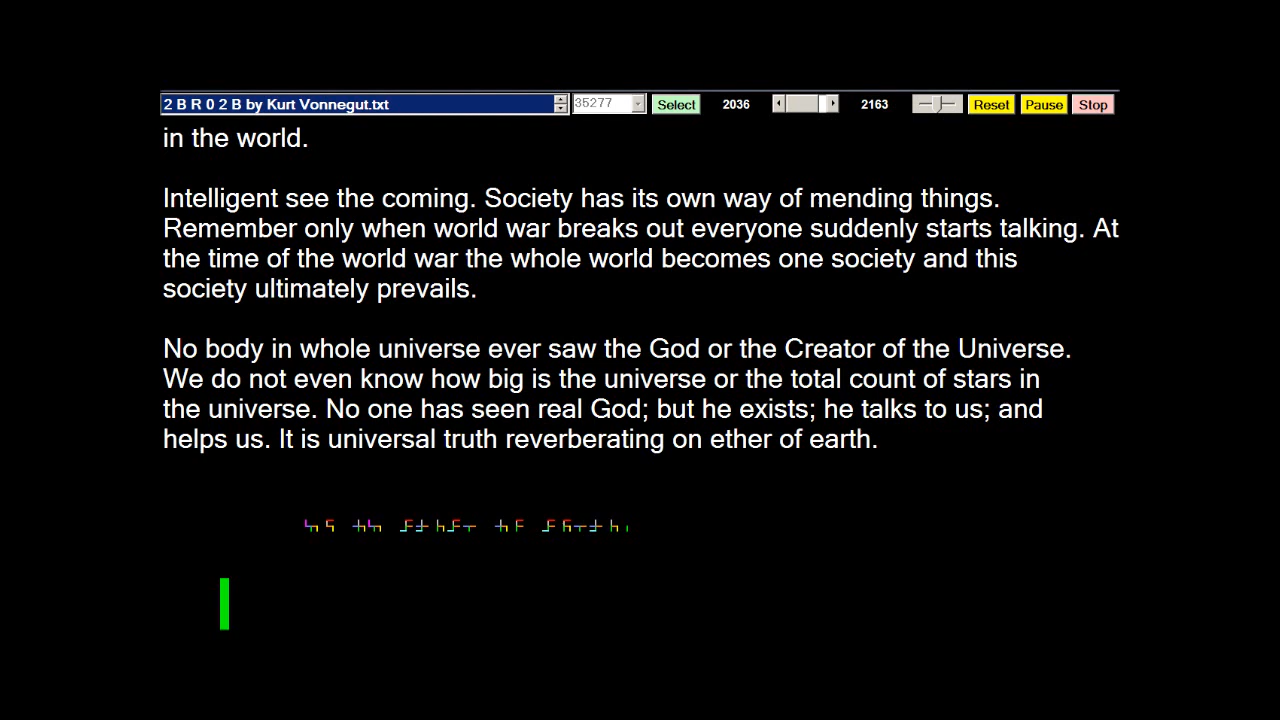 2 B R 0 2 B by Kurt Vonnegut.txt 35277 Select 2036 2163 Reset Pause Stop
in the world.
Intelligent see the coming. Society has its own way of mending things.
Remember only when world war breaks out everyone suddenly starts talking. At
the time of the world war the whole world becomes one society and this
society ultimately prevails.
No body in whole universe ever saw the God or the Creator of the Universe.
We do not even know how big is the universe or the total count of stars in
the universe. No one has seen real God; but he exists; he talks to us; and
helps us. It is universal truth reverberating on ether of earth.